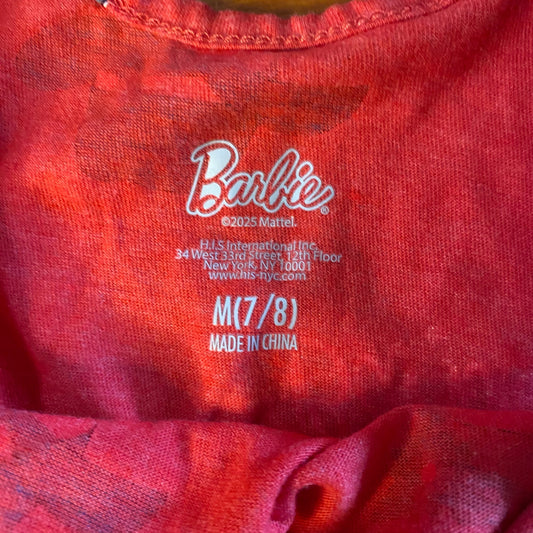 Barbie®
©2025 Mattel.
H.I.S International Inc.
34 West 33rd Street, 12th Floor
New York, NY 10001
www.his-nyc.com
M(7/8)
MADE IN CHINA